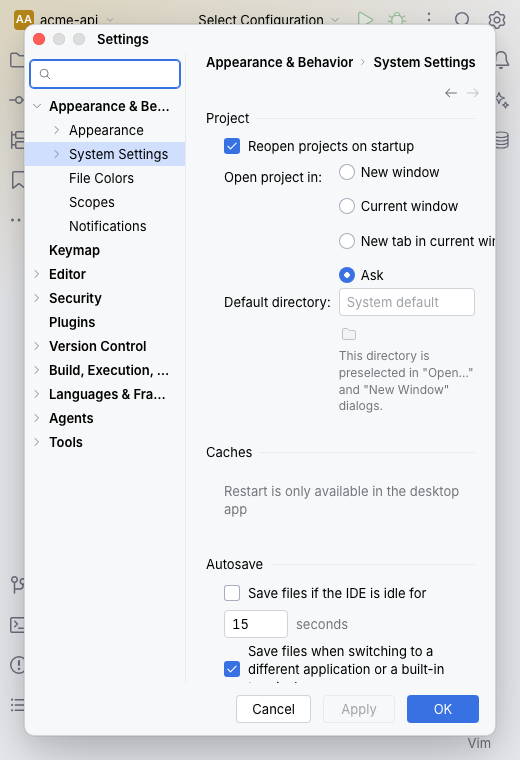 AA acme-api Select Configuration
Settings
Appearance & Behavior › System Settings
Appearance & Be...
Appearance
System Settings
File Colors
Scopes
Notifications
Keymap
Editor
Security
Plugins
Version Control
Build, Execution, ...
Languages & Fra...
Agents
Tools
Project
Reopen projects on startup
Open project in:
New window
Current window
New tab in current
Ask
Default directory:
System default
This directory is
preselected in "Open..."
and "New Window"
dialogs.
Caches
Restart is only available in the desktop
app
Autosave
Save files if the IDE is idle for
15 seconds
Save files when switching to a
different application or a built-in
Cancel
Apply
OK
Vim